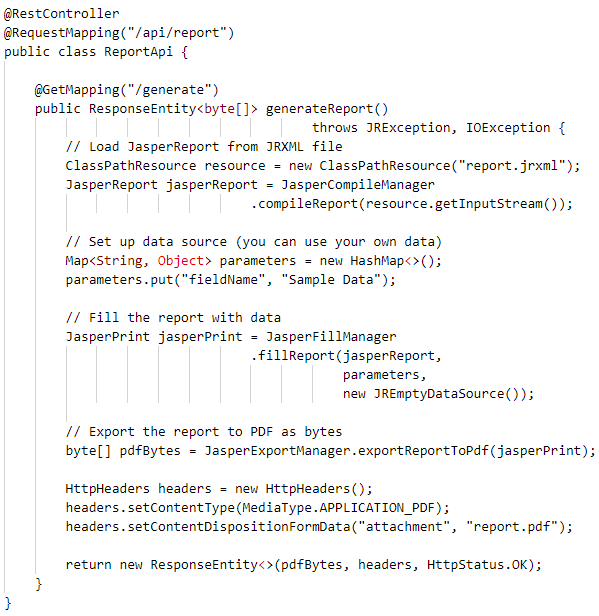 @RestController
@RequestMapping("/api/report")
public class ReportApi {
@GetMapping("/generate")
public ResponseEntity<byte[]> generateReport()
throws JRException, IOException {
// Load JasperReport from JRXML file
ClassPathResource resource = new ClassPathResource("report.jrxml");
JasperReport jasperReport = JasperCompileManager
.compileReport(resource.getInputStream());
// Set up data source (you can use your own data)
Map<String, Object> parameters = new HashMap<>();
parameters.put("fieldName", "Sample Data");
// Fill the report with data
JasperPrint jasperPrint = JasperFillManager
.fillReport(jasperReport,
parameters,
new JREmptyDataSource());
// Export the report to PDF as bytes
byte[] pdfBytes = JasperExportManager.exportReportToPdf(jasperPrint);
HttpHeaders headers = new HttpHeaders();
headers.setContentType(MediaType.APPLICATION_PDF);
headers.setContentDispositionFormData("attachment", "report.pdf");
return new ResponseEntity<>(pdfBytes, headers, HttpStatus.OK);
}
}